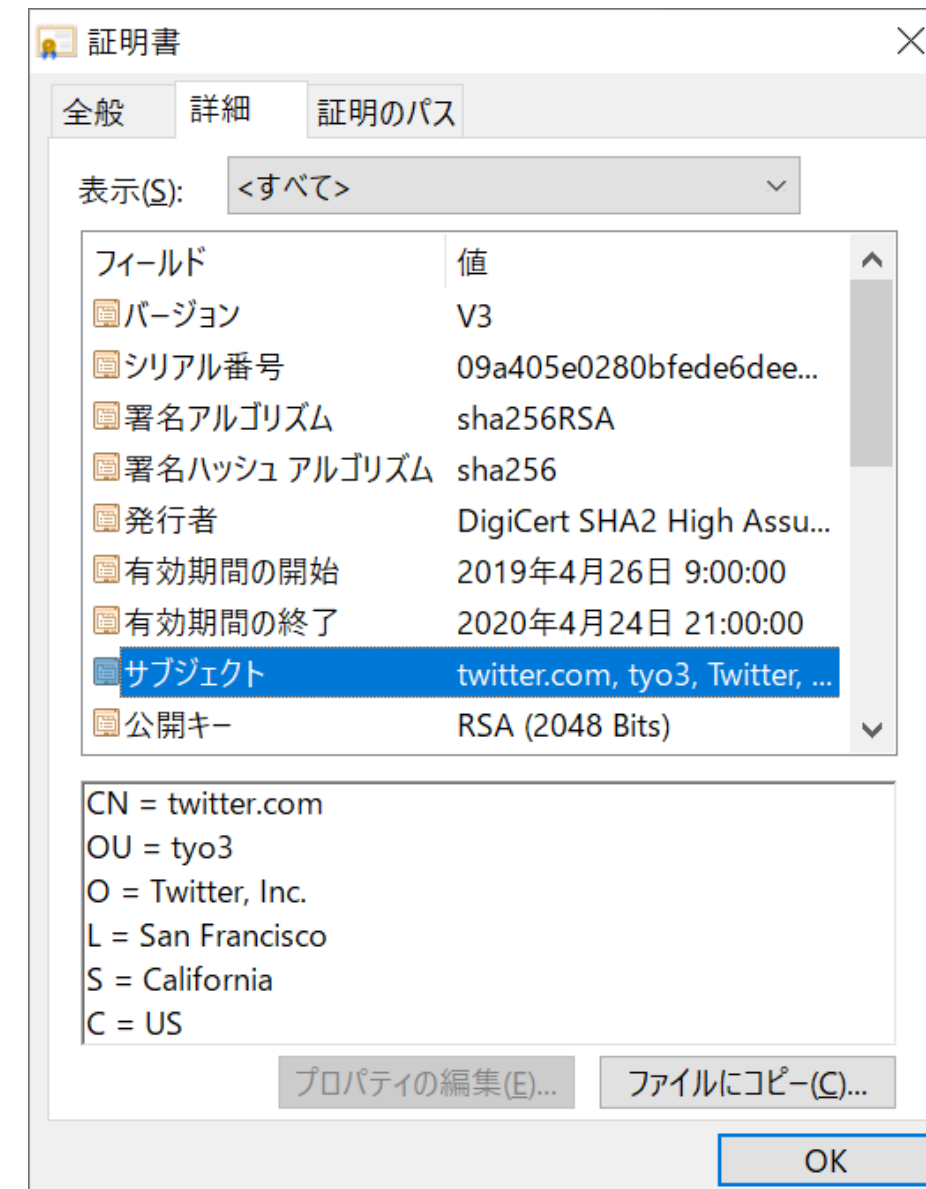 証明書
全般 詳細 証明のパス
表示(S): <すべて>
フィールド 値
バージョン V3
シリアル番号 09a405e0280bfede6dee...
署名アルゴリズム sha256RSA
署名ハッシュ アルゴリズム sha256
発行者 DigiCert SHA2 High Assu...
有効期間の開始 2019年4月26日 9:00:00
有効期間の終了 2020年4月24日 21:00:00
サブジェクト twitter.com, tyo3, Twitter, ...
公開キー RSA (2048 Bits)
CN = twitter.com
OU = tyo3
O = Twitter, Inc.
L = San Francisco
S = California
C = US
プロパティの編集(E)... ファイルにコピー(C)...
OK